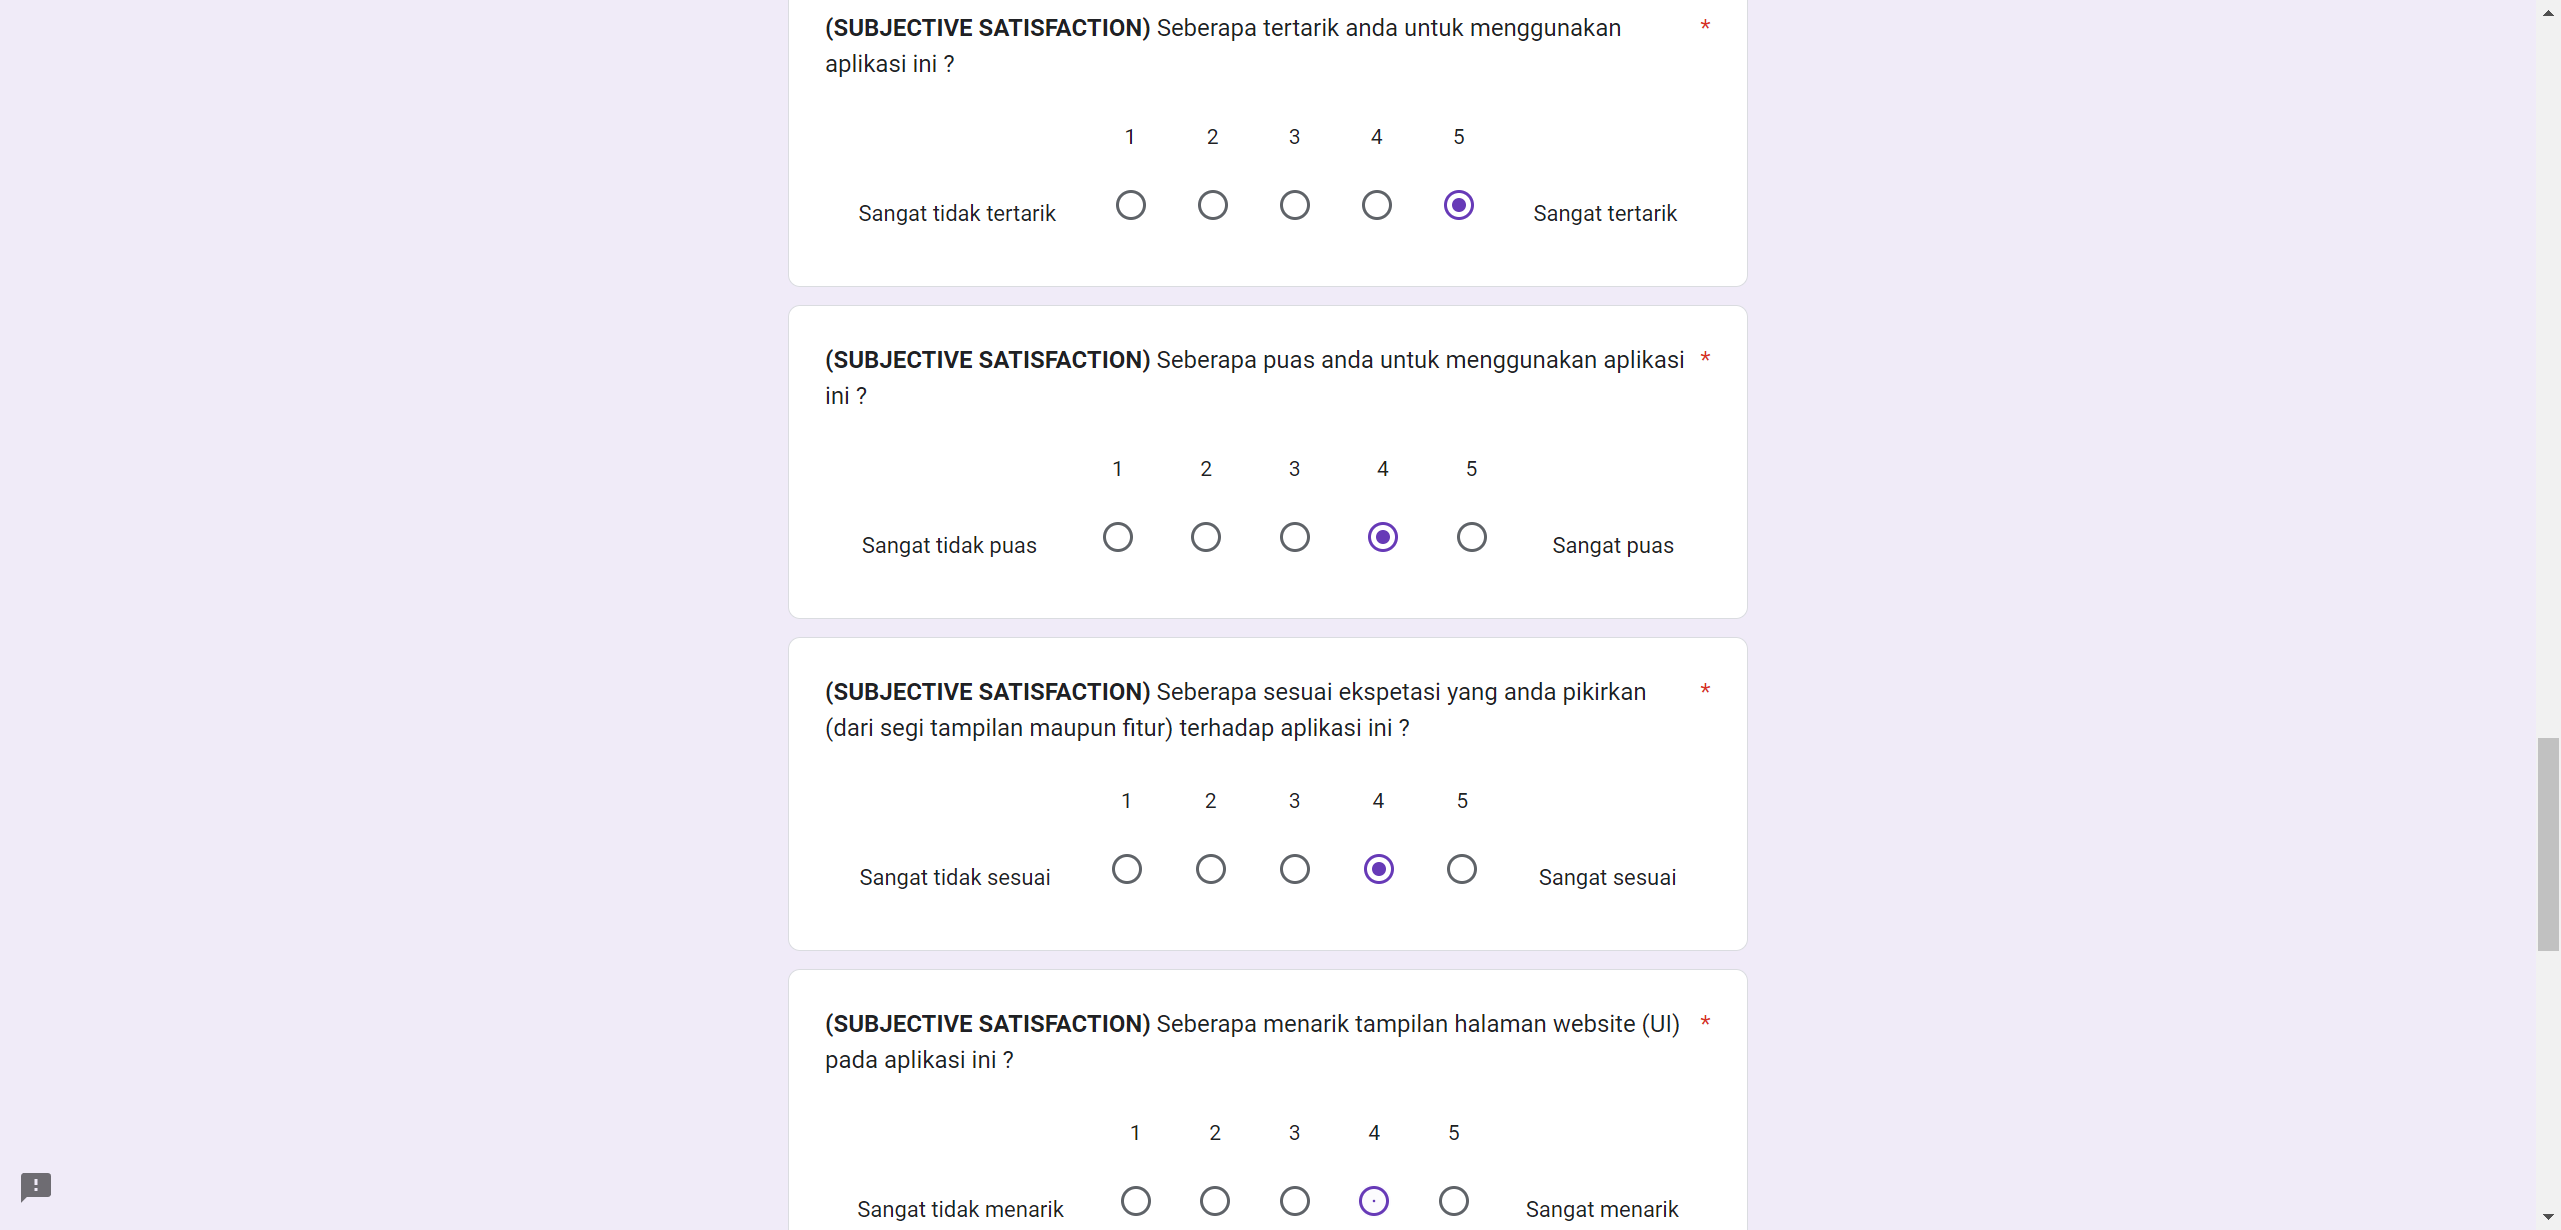 (SUBJECTIVE SATISFACTION) Seberapa tertarik anda untuk menggunakan *
aplikasi ini ?
1 2 3 4 5
Sangat tidak tertarik Sangat tertarik
(SUBJECTIVE SATISFACTION) Seberapa puas anda untuk menggunakan aplikasi *
ini ?
1 2 3 4 5
Sangat tidak puas Sangat puas
(SUBJECTIVE SATISFACTION) Seberapa sesuai ekspetasi yang anda pikirkan *
(dari segi tampilan maupun fitur) terhadap aplikasi ini ?
1 2 3 4 5
Sangat tidak sesuai Sangat sesuai
(SUBJECTIVE SATISFACTION) Seberapa menarik tampilan halaman website (UI) *
pada aplikasi ini ?
1 2 3 4 5
Sangat tidak menarik Sangat menarik